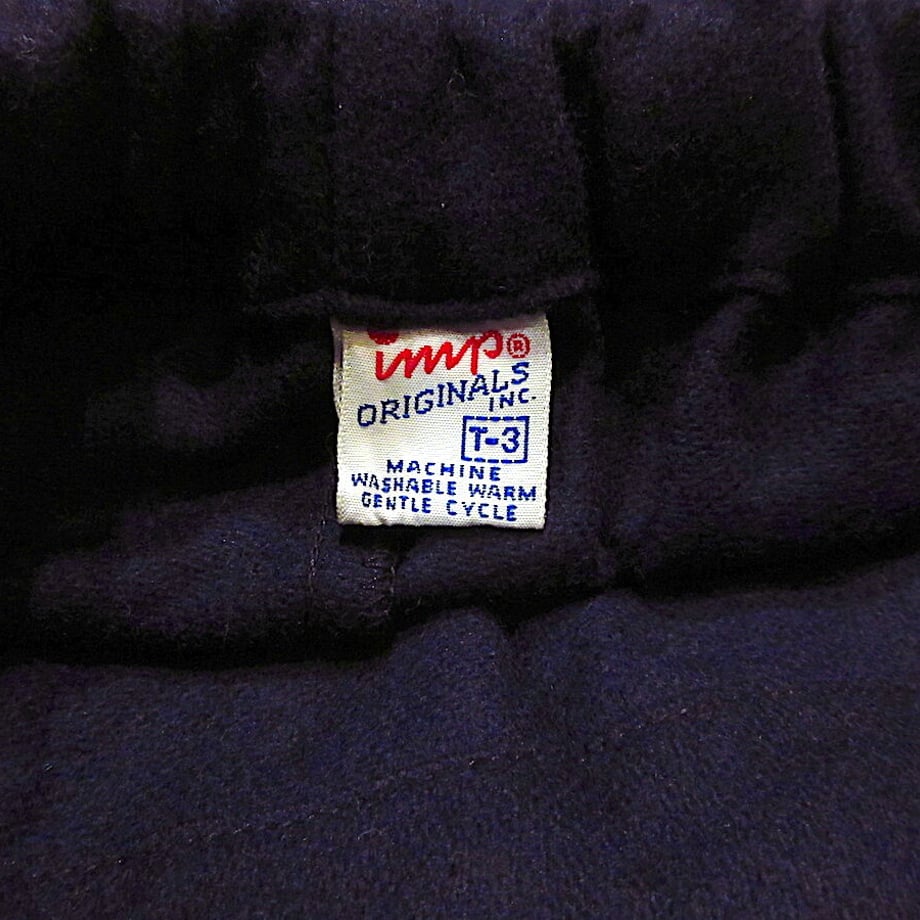 imp®
ORIGINALS
INC.
T-3
MACHINE
WASHABLE WARM
GENTLE CYCLE